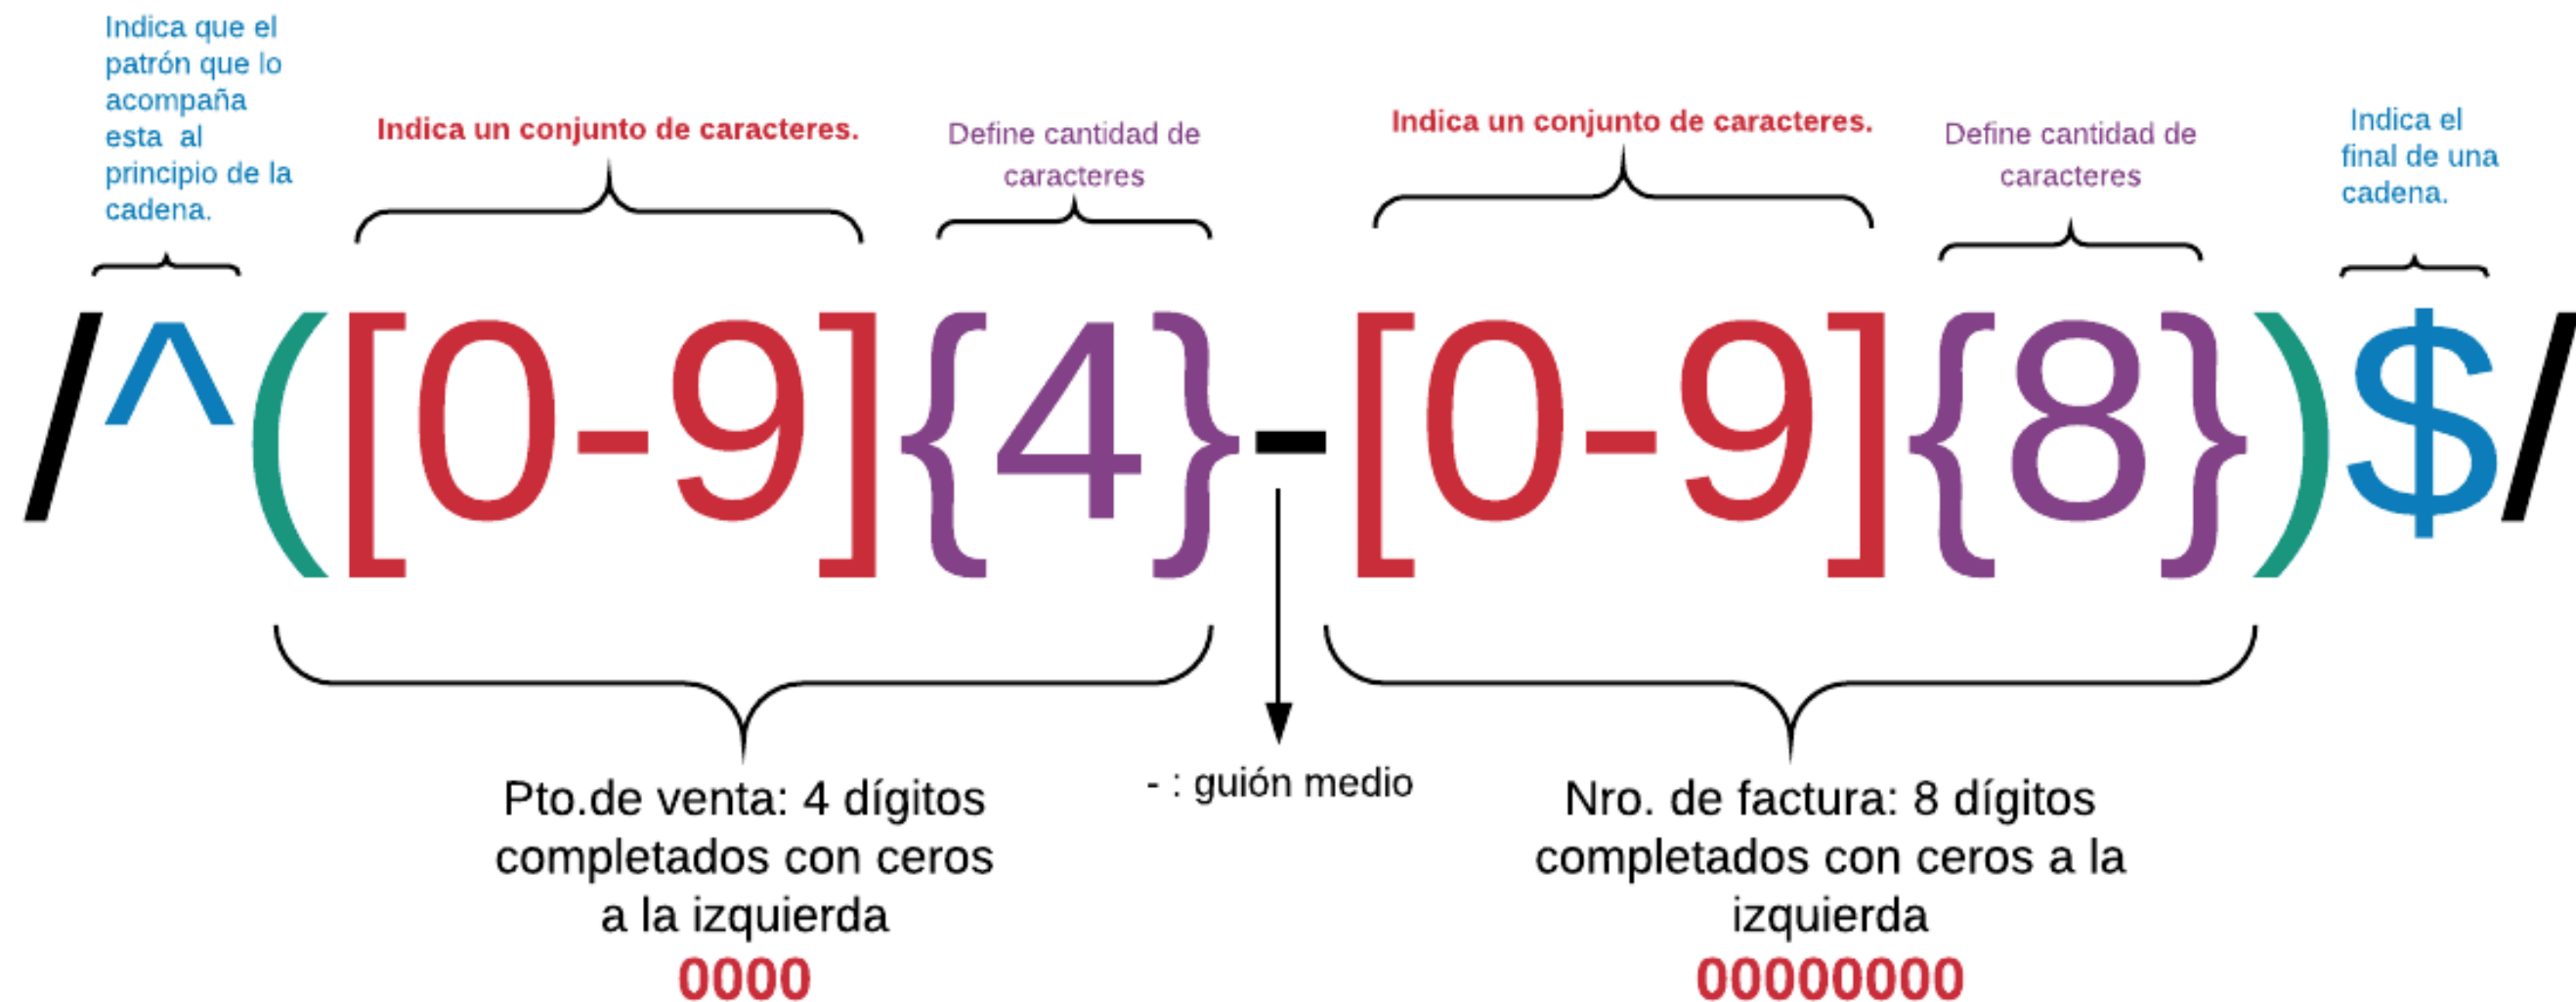 Indica que el
patrón que lo
acompaña
esta al
principio de la
cadena.
Indica un conjunto de caracteres.
Define cantidad de
caracteres
Indica un conjunto de caracteres.
Define cantidad de
caracteres
Indica el
final de una
cadena.
/^([0-9]{4}-[0-9]{8})$/
Pto.de venta: 4 dígitos
completados con ceros
a la izquierda
0000
- : guión medio
Nro. de factura: 8 dígitos
completados con ceros a la
izquierda
00000000